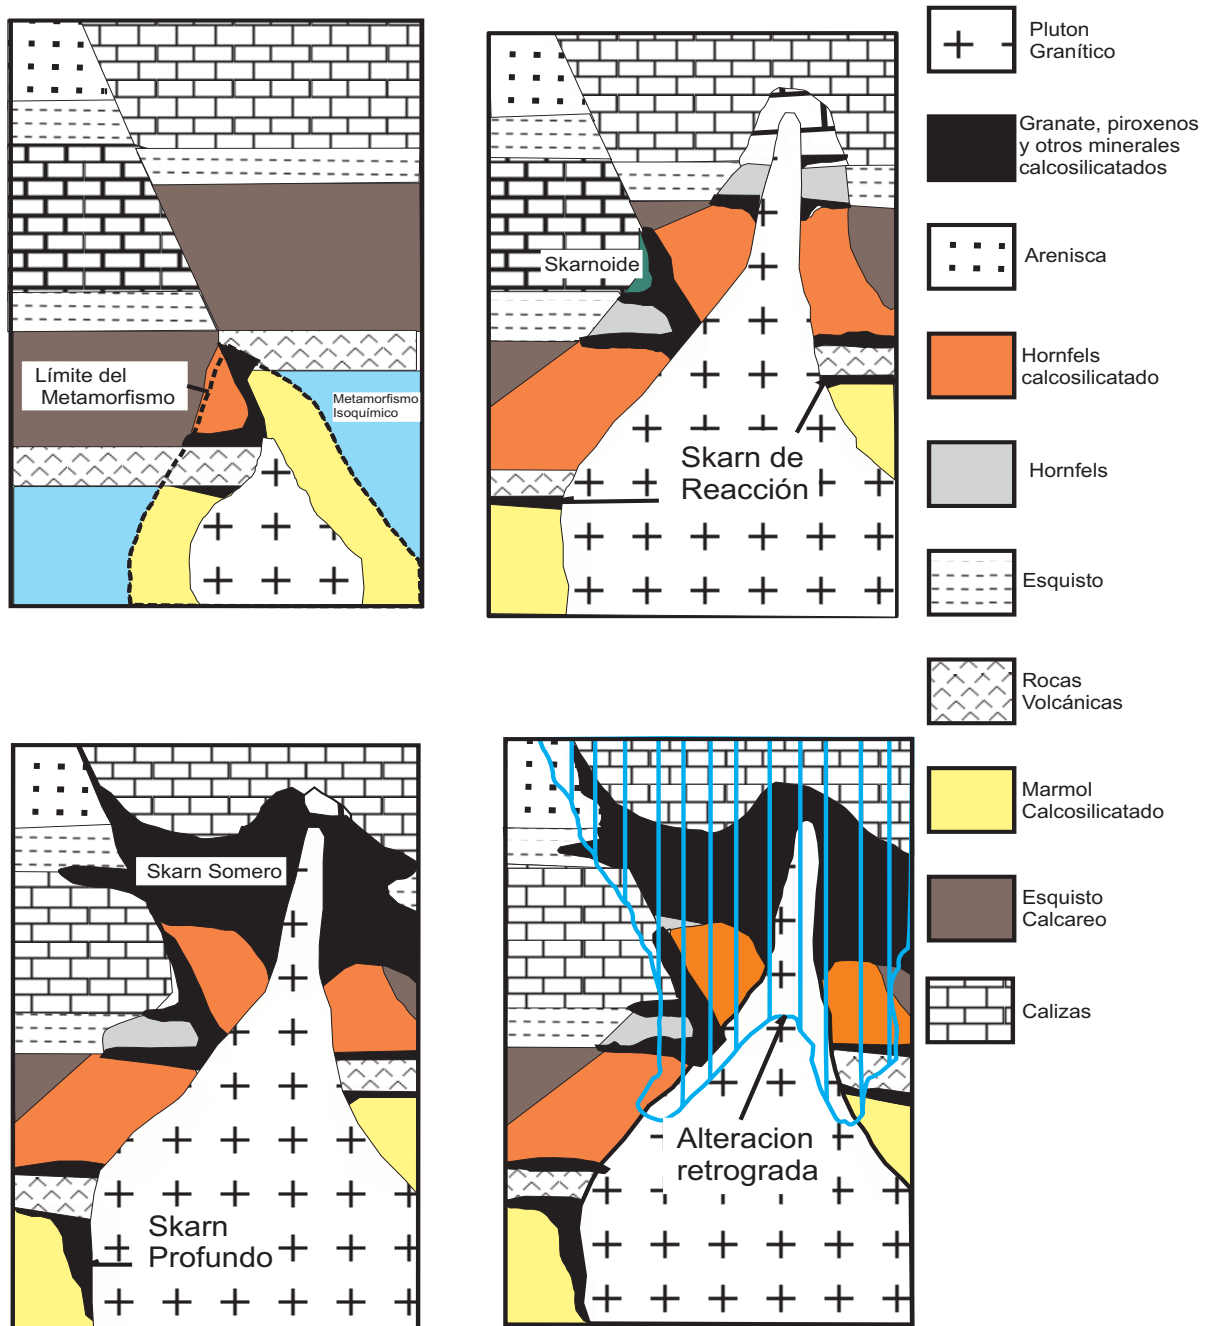 Límite del
Metamorfismo
Metamorfismo
Isoquímico
Skarnoide
Skarn de
Reacción
Pluton
Granítico
Granate, piroxenos
y otros minerales
calcosilicatados
Arenisca
Hornfels
calcosilicatado
Hornfels
Esquisto
Rocas
Volcánicas
Marmol
Calcosilicatado
Esquisto
Calcareo
Calizas
Skarn Somero
Skarn
Profundo
Alteracion
retrograda